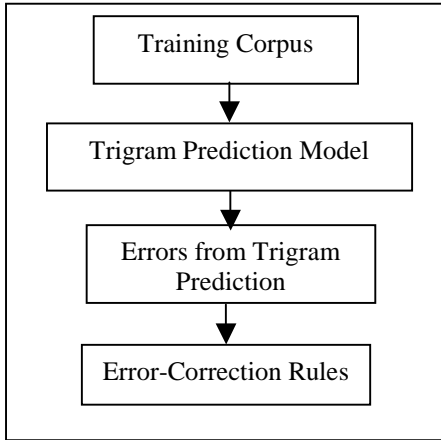 Training Corpus
Trigram Prediction Model
Errors from Trigram
Prediction
Error-Correction Rules